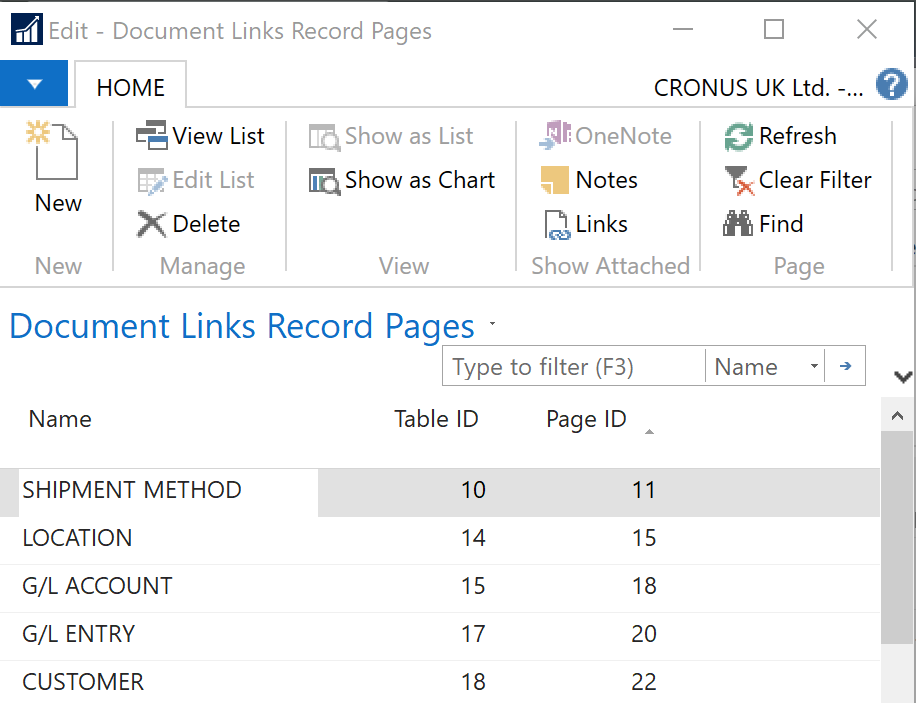 Edit - Document Links Record Pages
HOME
CRONUS UK Ltd. -...
?
New
View List
Edit List
Delete
Show as List
Show as Chart
OneNote
Notes
Links
Refresh
Clear Filter
Find
New
Manage
View
Show Attached
Page
Document Links Record Pages
Type to filter (F3) Name
Name Table ID Page ID
SHIPMENT METHOD 10 11
LOCATION 14 15
G/L ACCOUNT 15 18
G/L ENTRY 17 20
CUSTOMER 18 22